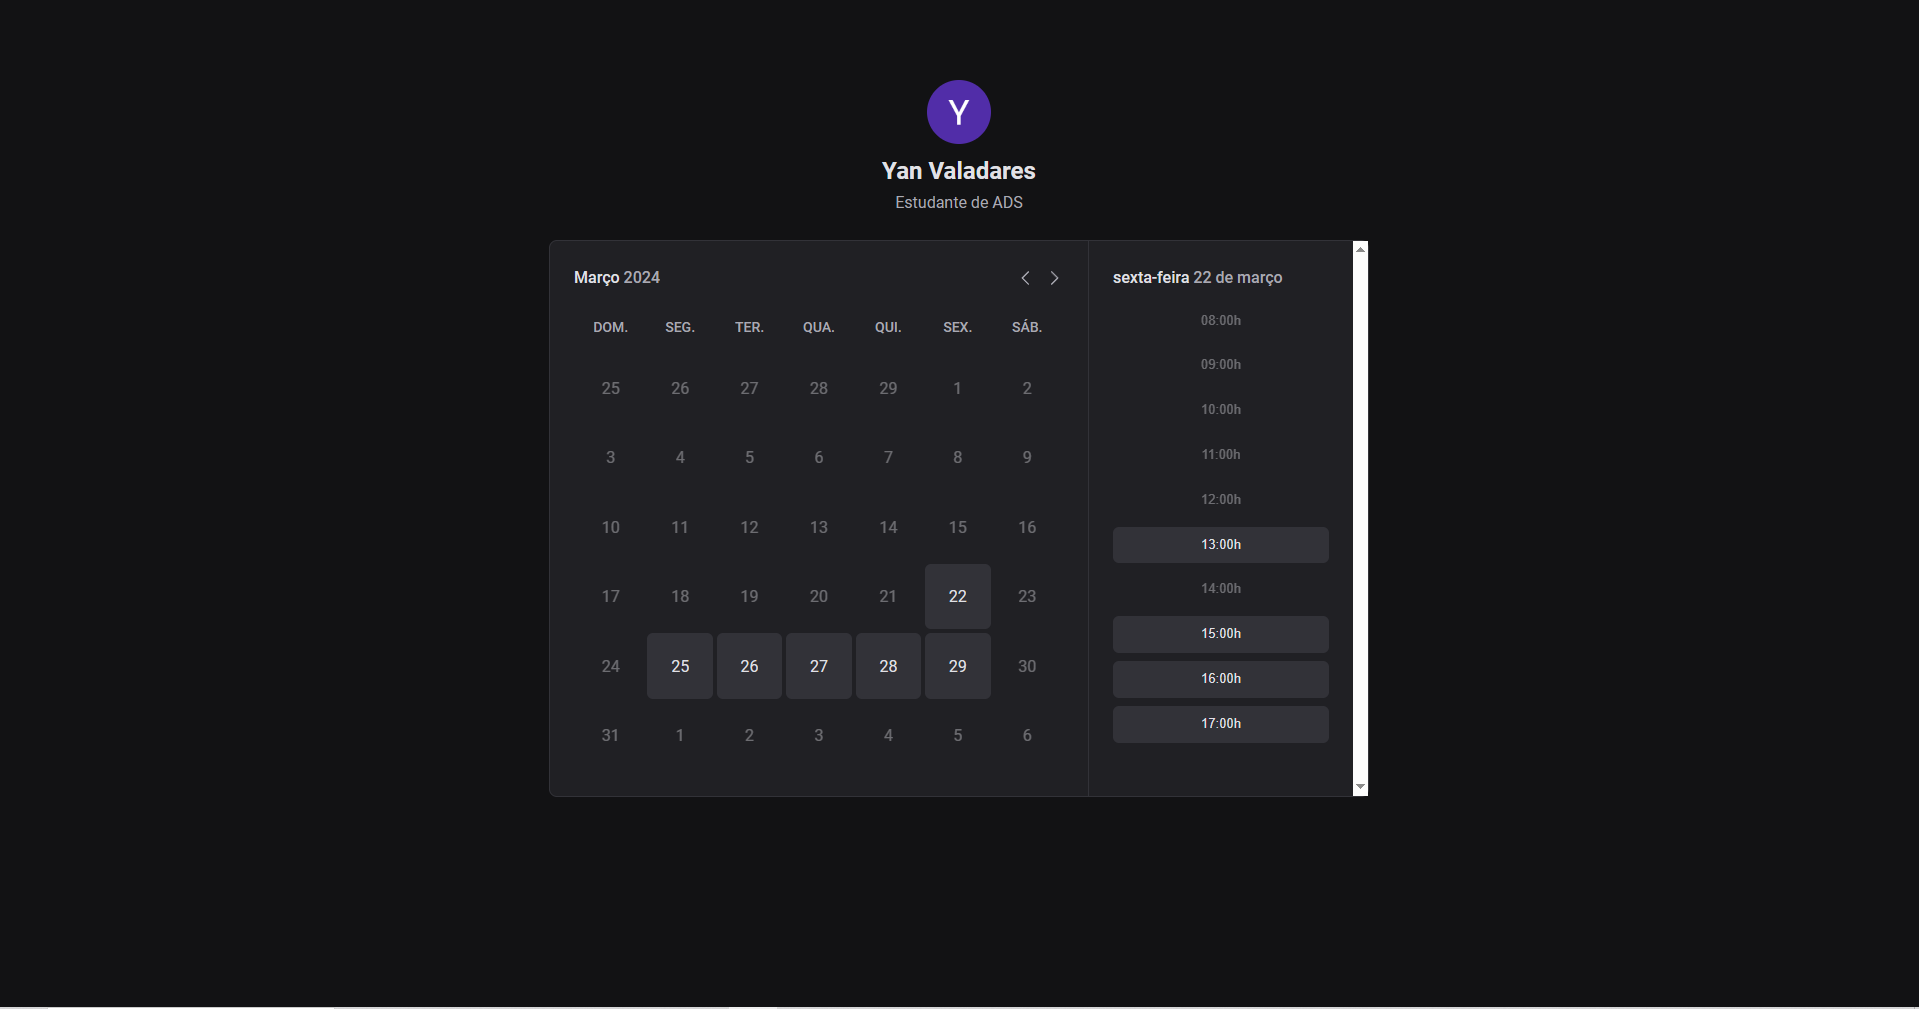 Y
Yan Valadares
Estudante de ADS
Março 2024
DOM. SEG. TER. QUA. QUI. SEX. SÁB.
25 26 27 28 29 1 2
3 4 5 6 7 8 9
10 11 12 13 14 15 16
17 18 19 20 21 22 23
24 25 26 27 28 29 30
31 1 2 3 4 5 6
sexta-feira 22 de março
08:00h
09:00h
10:00h
11:00h
12:00h
13:00h
14:00h
15:00h
16:00h
17:00h